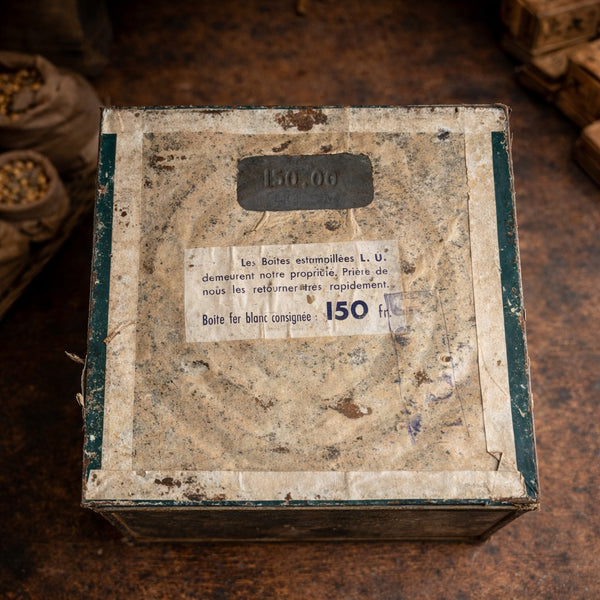 150.00
Les Boites estampillées L. U.
demeurent notre propriété. Prière de
nous les retourner très rapidement.
Boite fer blanc consignée : 150 fr.